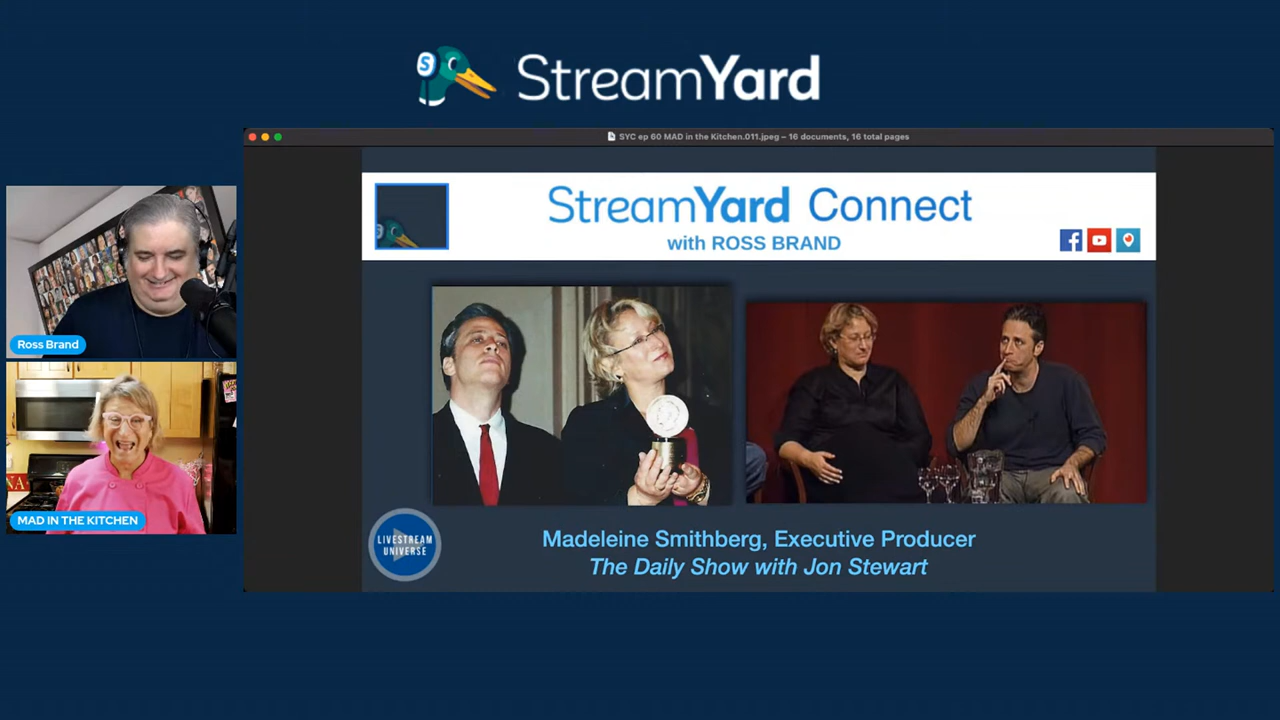 S
StreamYard
SYC ep 60 MAD in the Kitchen.011.jpeg – 16 documents, 16 total pages
StreamYard Connect
with ROSS BRAND
Ross Brand
NA
MAD IN THE KITCHEN
LIVESTREAM
UNIVERSE
Madeleine Smithberg, Executive Producer
The Daily Show with Jon Stewart